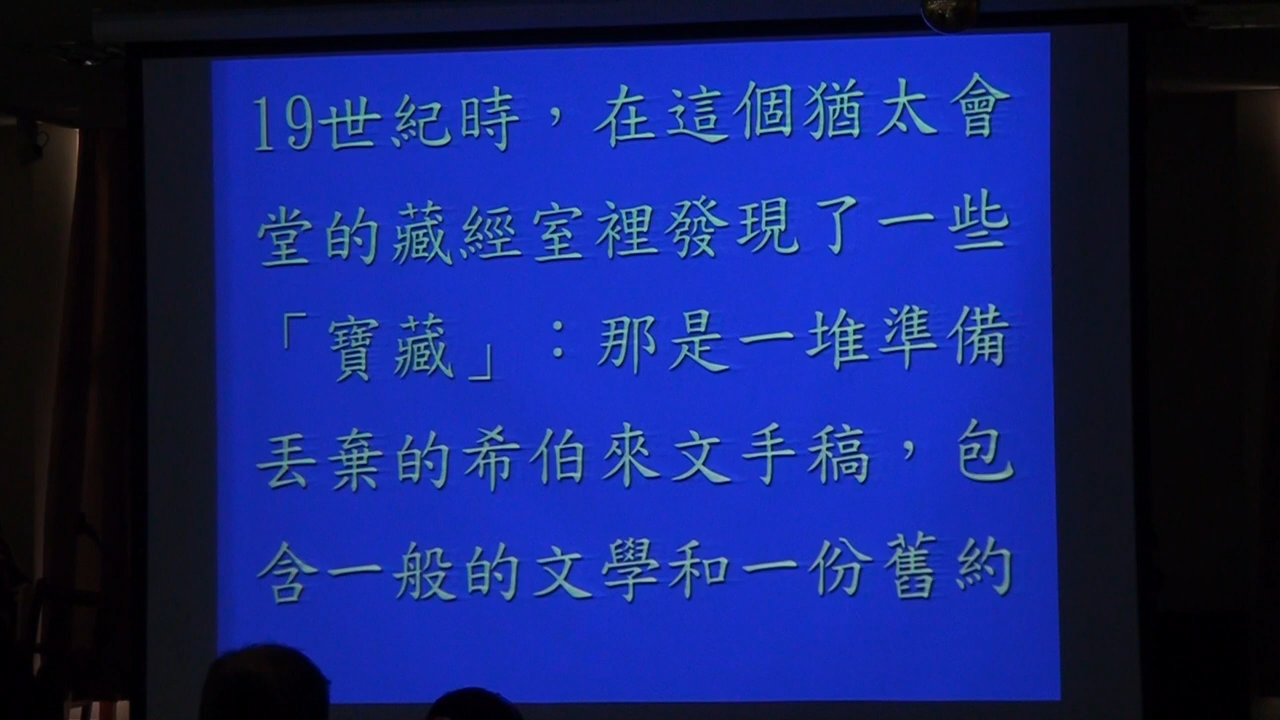 19世紀時，在這個猶太會
堂的藏經室裡發現了一些
「寶藏」：那是一堆準備
丟棄的希伯來文手稿，包
含一般的文學和一份舊約